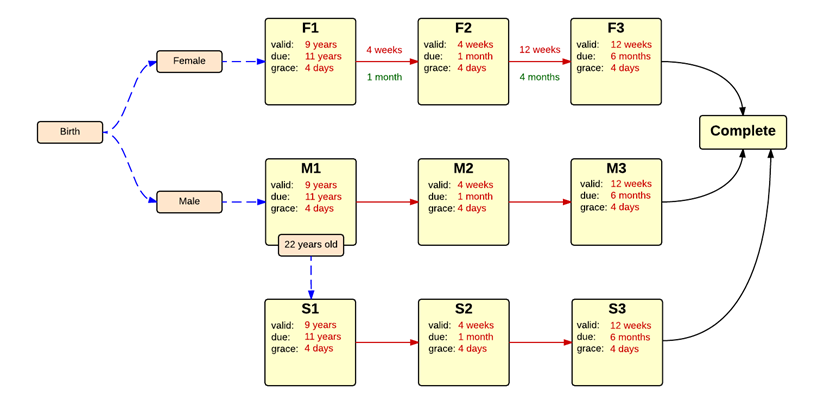 F1
valid: 9 years
due: 11 years
grace: 4 days
4 weeks
1 month
F2
valid: 4 weeks
due: 1 month
grace: 4 days
12 weeks
4 months
F3
valid: 12 weeks
due: 6 months
grace: 4 days
Female
Birth
Complete
Male
M1
valid: 9 years
due: 11 years
grace: 4 days
22 years old
M2
valid: 4 weeks
due: 1 month
grace: 4 days
M3
valid: 12 weeks
due: 6 months
grace: 4 days
S1
valid: 9 years
due: 11 years
grace: 4 days
S2
valid: 4 weeks
due: 1 month
grace: 4 days
S3
valid: 12 weeks
due: 6 months
grace: 4 days